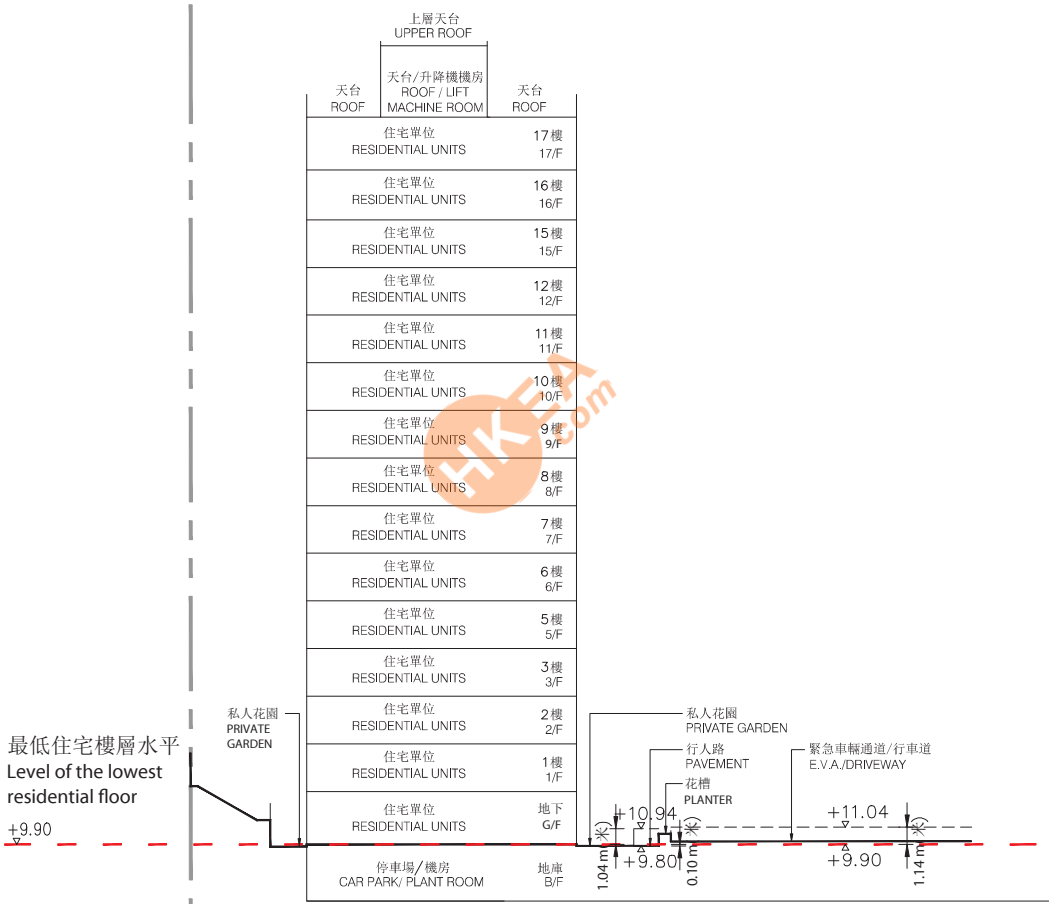 上層天台
UPPER ROOF
天台
ROOF
天台/升降機機房
ROOF / LIFT
MACHINE ROOM
天台
ROOF
住宅單位
RESIDENTIAL UNITS
17樓
17/F
住宅單位
RESIDENTIAL UNITS
16樓
16/F
住宅單位
RESIDENTIAL UNITS
15樓
15/F
住宅單位
RESIDENTIAL UNITS
12樓
12/F
住宅單位
RESIDENTIAL UNITS
11樓
11/F
住宅單位
RESIDENTIAL UNITS
10樓
10/F
住宅單位
RESIDENTIAL UNITS
9樓
9/F
住宅單位
RESIDENTIAL UNITS
8樓
8/F
住宅單位
RESIDENTIAL UNITS
7樓
7/F
住宅單位
RESIDENTIAL UNITS
6樓
6/F
住宅單位
RESIDENTIAL UNITS
5樓
5/F
住宅單位
RESIDENTIAL UNITS
3樓
3/F
住宅單位
RESIDENTIAL UNITS
2樓
2/F
住宅單位
RESIDENTIAL UNITS
1樓
1/F
住宅單位
RESIDENTIAL UNITS
地下
G/F
停車場/機房
CAR PARK/ PLANT ROOM
地庫
B/F
HKEA
.com
私人花園
PRIVATE
GARDEN
最低住宅樓層水平
Level of the lowest
residential floor
+9.90
私人花園
PRIVATE GARDEN
行人路
PAVEMENT
花槽
PLANTER
緊急車輛通道/行車道
E.V.A./DRIVEWAY
1.04 m(米)
+10.94
+9.80
0.10 m(米)
+11.04
+9.90
1.14 m(米)